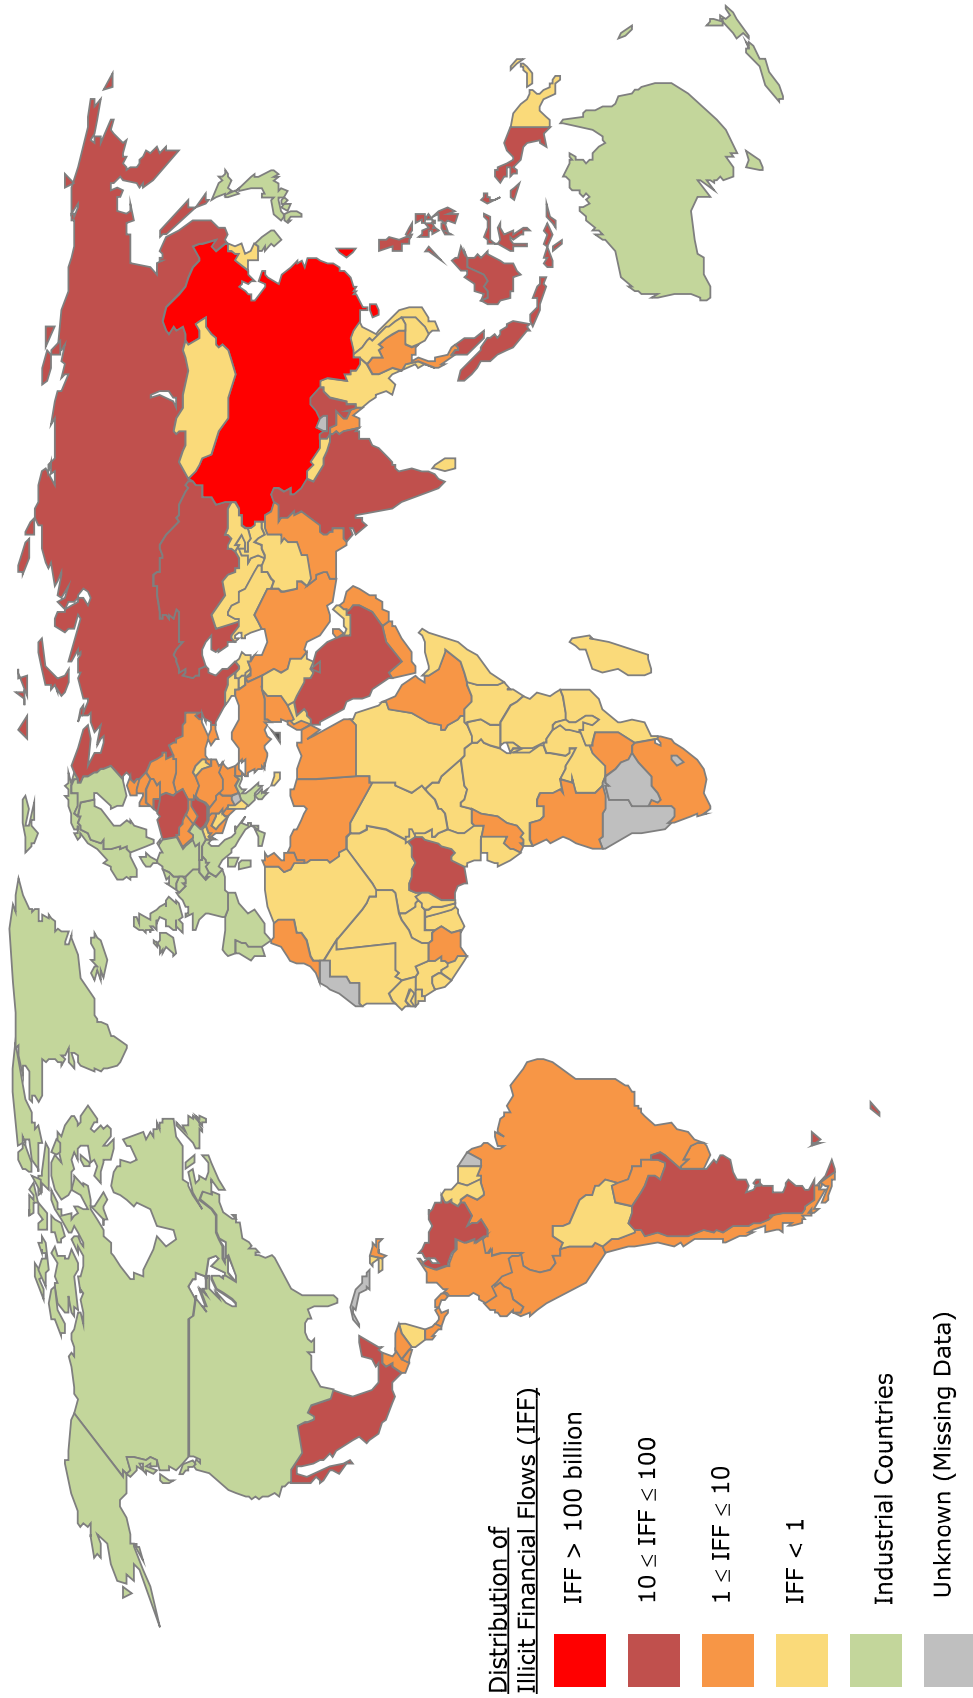 Distribution of
Illicit Financial Flows (IFF)
IFF > 100 billion
10 ≤ IFF ≤ 100
1 ≤ IFF ≤ 10
IFF < 1
Industrial Countries
Unknown (Missing Data)